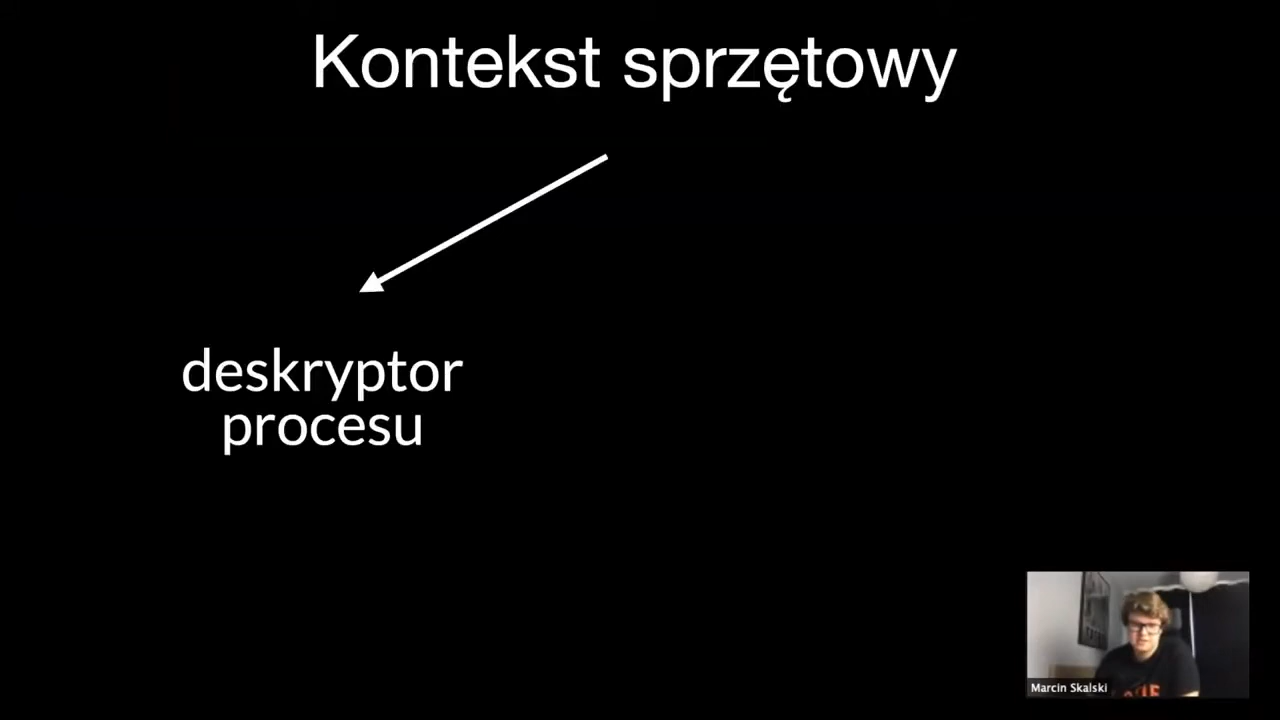 Kontekst sprzętowy
deskryptor
procesu
Marcin Skalski